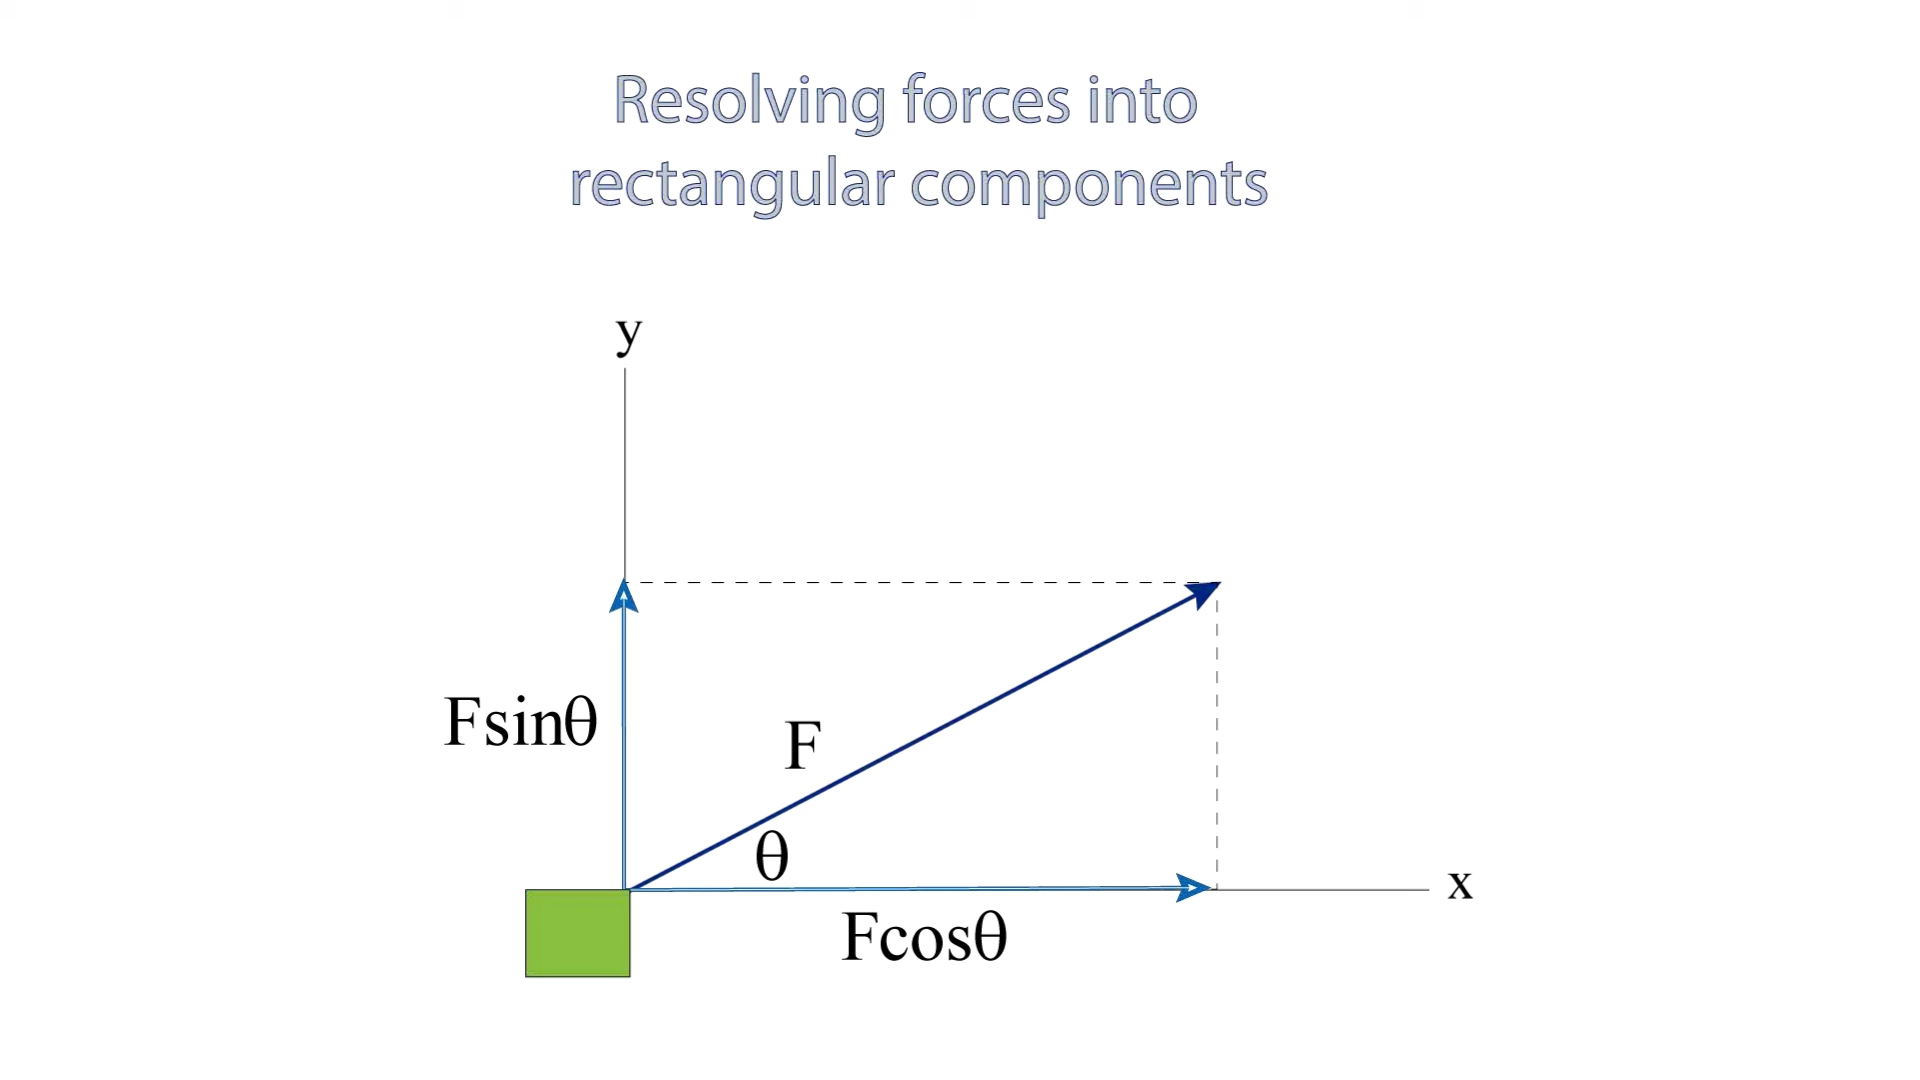 Resolving forces into
rectangular components
y
Fsinθ
F
θ
x
Fcosθ